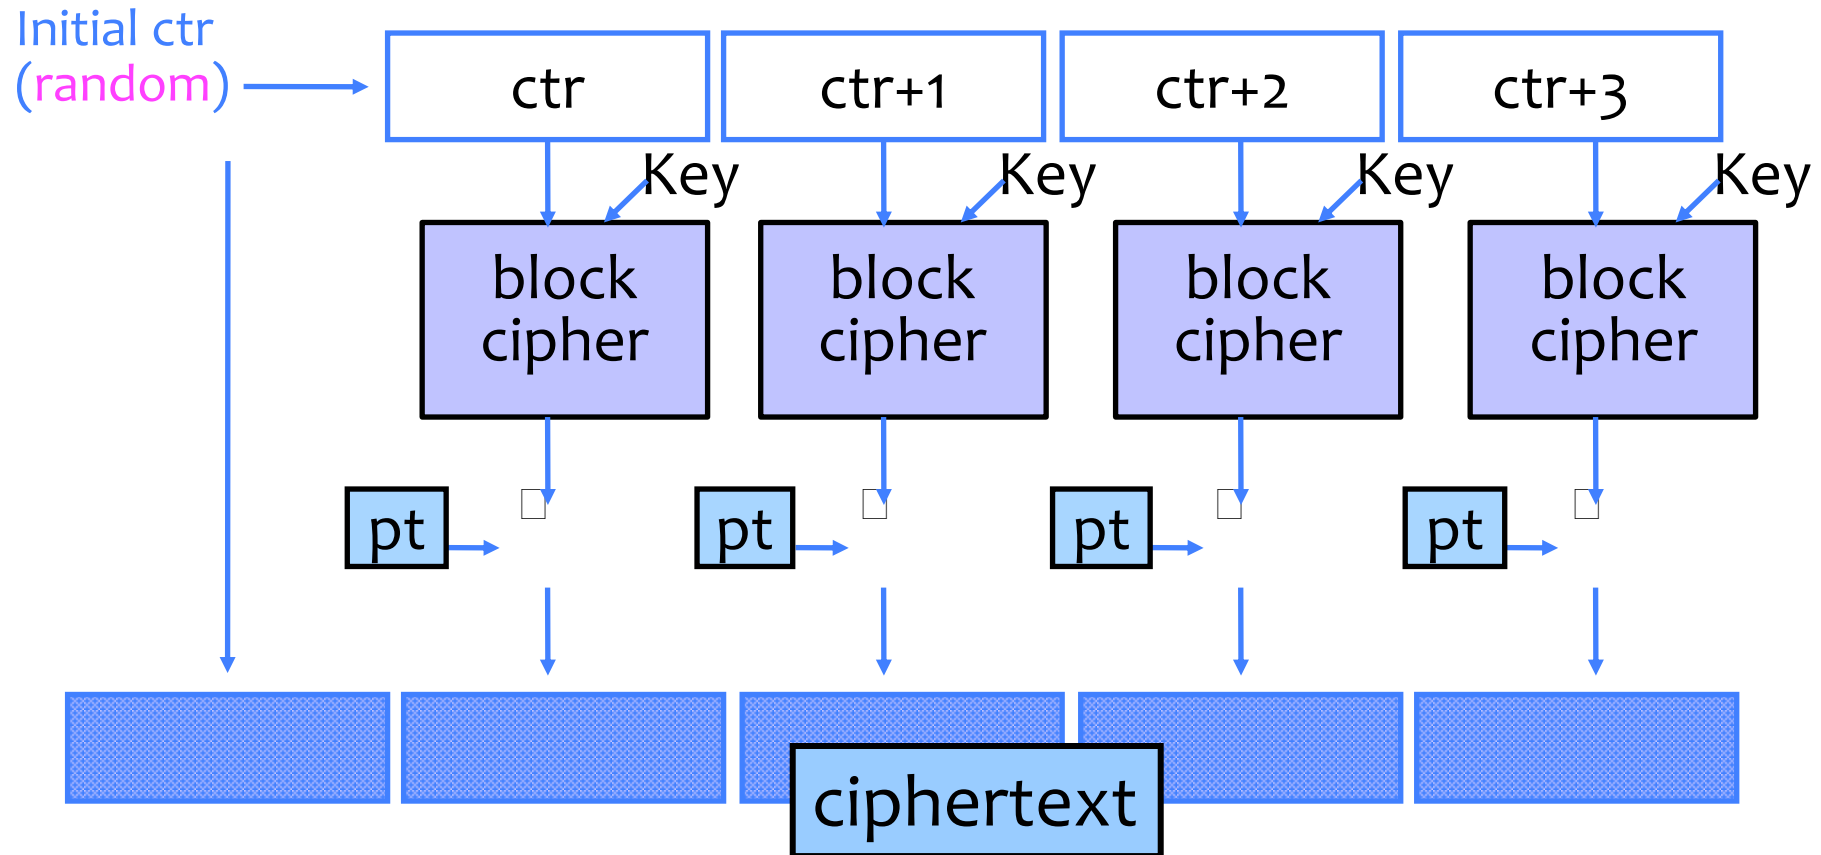 Initial ctr
(random)
ctr
ctr+1
ctr+2
ctr+3
Key
Key
Key
Key
block
cipher
block
cipher
block
cipher
block
cipher
pt
pt
pt
pt
ciphertext